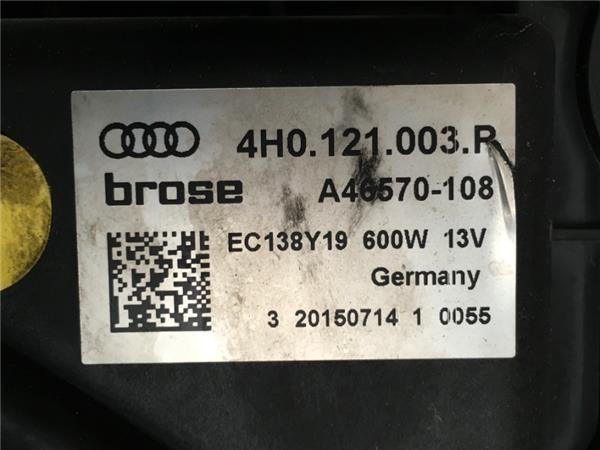 4H0.121.003.R
brose
A46570-108
EC138Y19 600W 13V
Germany
3 20150714 1 0055